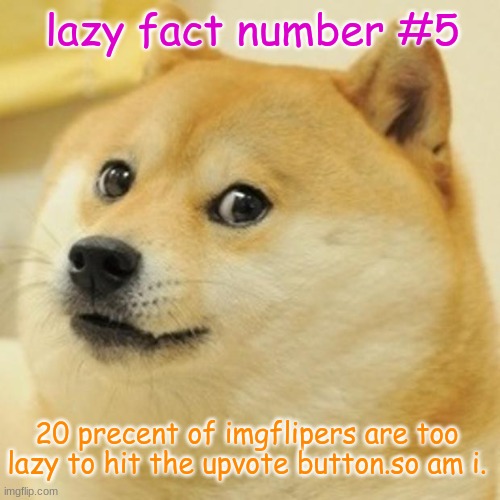 lazy fact number #5
20 precent of imgflipers are too
lazy to hit the upvote button.so am i.
imgflip.com